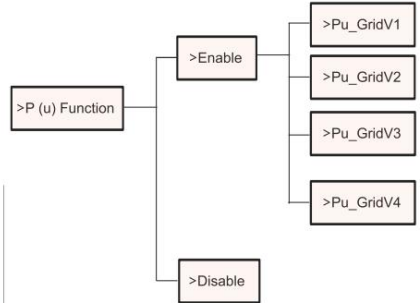 >P (u) Function
>Enable
>Pu_GridV1
>Pu_GridV2
>Pu_GridV3
>Pu_GridV4
>Disable